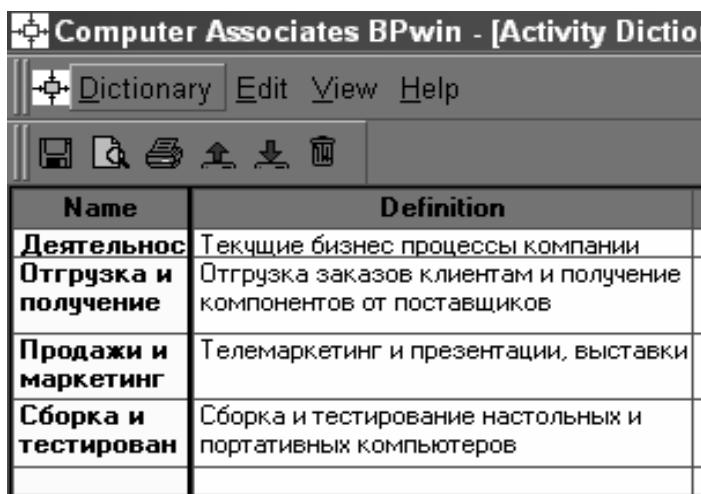 Computer Associates BPwin - [Activity Dictio
Dictionary Edit View Help
Name Definition
Деятельнос Текущие бизнес процессы компании
Отгрузка и Отгрузка заказов клиентам и получение
получение компонентов от поставщиков
Продажи и Телемаркетинг и презентации, выставки
маркетинг
Сборка и Сборка и тестирование настольных и
тестирован портативных компьютеров